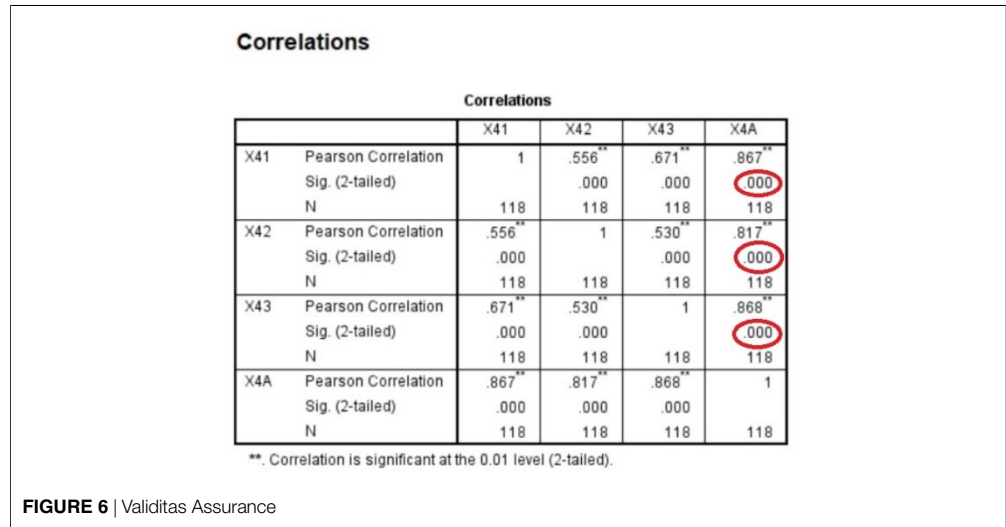 Correlations
Correlations
X41 X42 X43 X4A
X41 Pearson Correlation 1 .556** .671** .867**
Sig. (2-tailed) .000 .000 .000
N 118 118 118 118
X42 Pearson Correlation .556** 1 .530** .817**
Sig. (2-tailed) .000 .000 .000
N 118 118 118 118
X43 Pearson Correlation .671** .530** 1 .868**
Sig. (2-tailed) .000 .000 .000
N 118 118 118 118
X4A Pearson Correlation .867** .817** .868** 1
Sig. (2-tailed) .000 .000 .000
N 118 118 118 118
**. Correlation is significant at the 0.01 level (2-tailed).
FIGURE 6 | Validitas Assurance